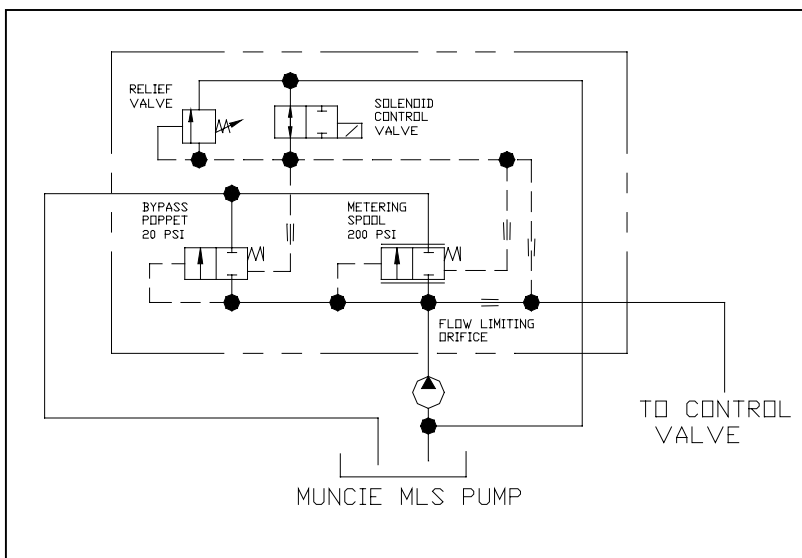 RELIEF
VALVE
SOLENOID
CONTROL
VALVE
BYPASS
POPPET
20 PSI
METERING
SPOOL
200 PSI
FLOW LIMITING
ORIFICE
TO CONTROL
VALVE
MUNCIE MLS PUMP